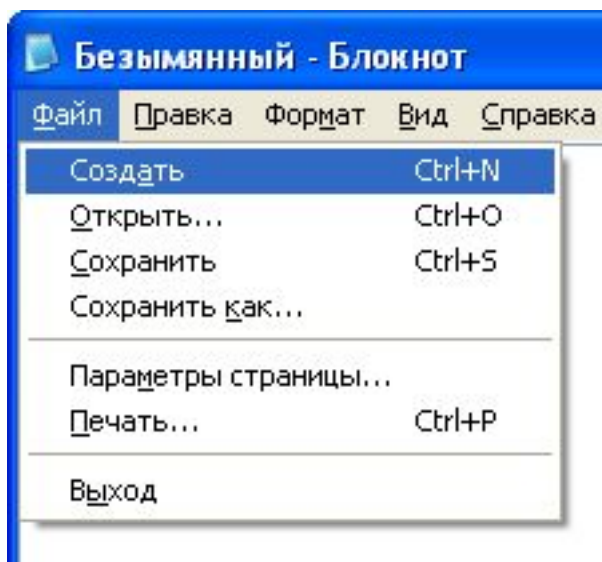 Безымянный - Блокнот
Файл Правка Формат Вид Справка
Создать Ctrl+N
Открыть... Ctrl+O
Сохранить Ctrl+S
Сохранить как...
Параметры страницы...
Печать... Ctrl+P
Выход